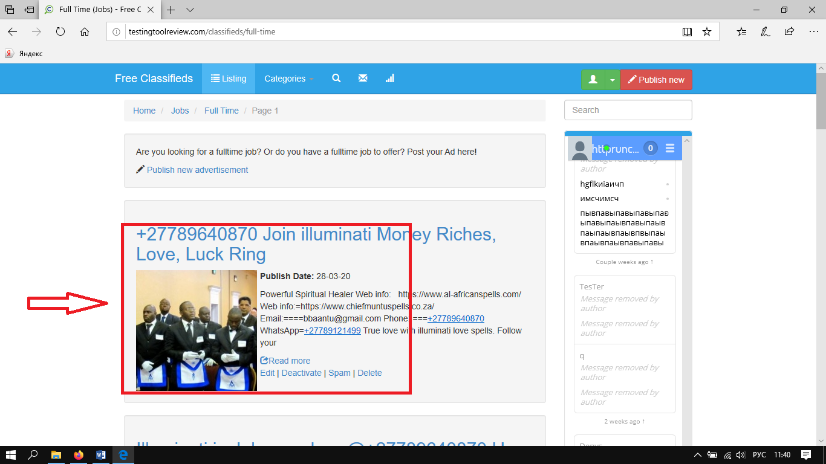 Full Time (Jobs) - Free C
testingtoolreview.com/classifieds/full-time
Яндекс
Free Classifieds
Listing
Categories
Publish new
Home / Jobs / Full Time / Page 1
Search
Are you looking for a fulltime job? Or do you have a fulltime job to offer? Post your Ad here!
Publish new advertisement
+27789640870 Join illuminati Money Riches,
Love, Luck Ring
Publish Date: 28-03-20
Powerful Spiritual Healer Web info: https://www.al-africanspells.com/
Web info:=https://www.chiefmuntuspells.co.za/
Email:====bbaantu@gmail.com Phone:===+27789640870
WhatsApp=+27789121499 True love with illuminati love spells. Follow
your
Read more
Edit | Deactivate | Spam | Delete
httprunc...
0
Message removed by
author
имсчимсч
Couple weeks ago ↑
TesTer
Message removed by
author
Message removed by
author
q
Message removed by
author
Message removed by
author
2 weeks ago ↑
РУС
11:40